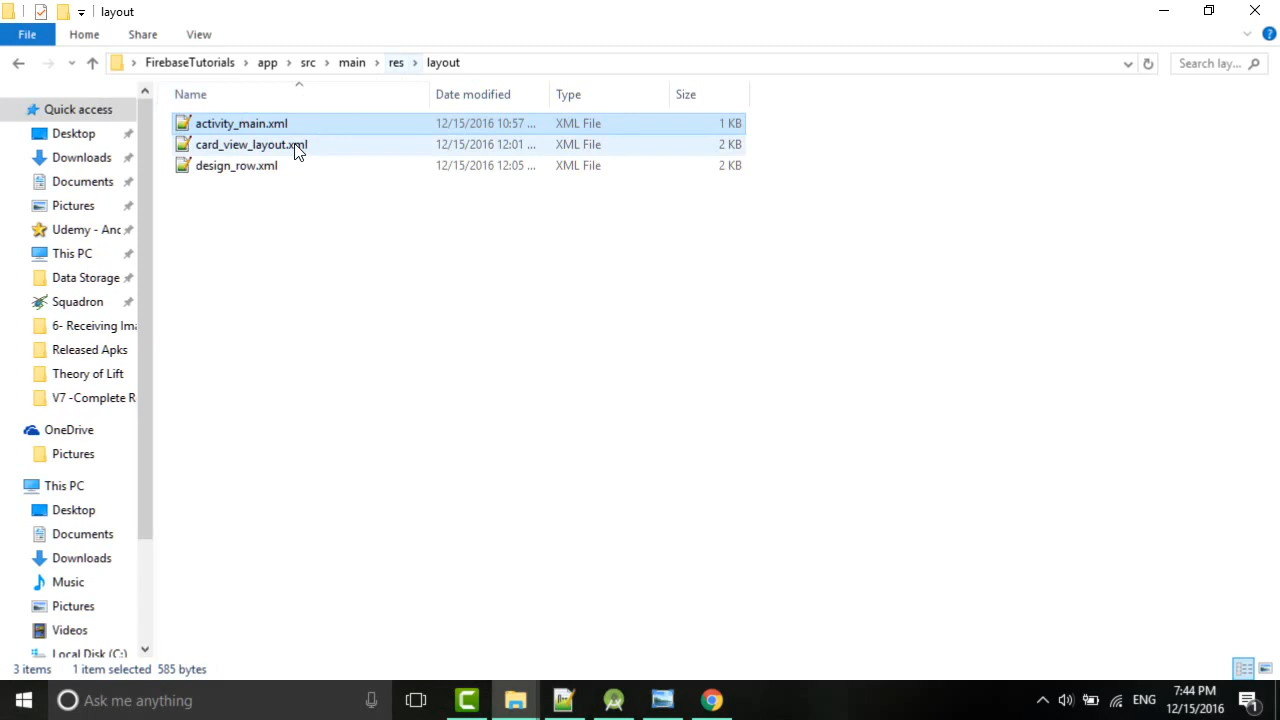 layout
File Home Share View
FirebaseTutorials app src main res layout Search lay...
Name Date modified Type Size
activity_main.xml 12/15/2016 10:57 ... XML File 1 KB
card_view_layout.xml 12/15/2016 12:01 ... XML File 2 KB
design_row.xml 12/15/2016 12:05 ... XML File 2 KB
Quick access
Desktop
Downloads
Documents
Pictures
Udemy - Anc
This PC
Data Storage
Squadron
6- Receiving Ima
Released Apks
Theory of Lift
V7 -Complete R
OneDrive
Pictures
This PC
Desktop
Documents
Downloads
Music
Pictures
Videos
Local Disk (C:)
3 items 1 item selected 585 bytes
Ask me anything
ENG
7:44 PM
12/15/2016
1